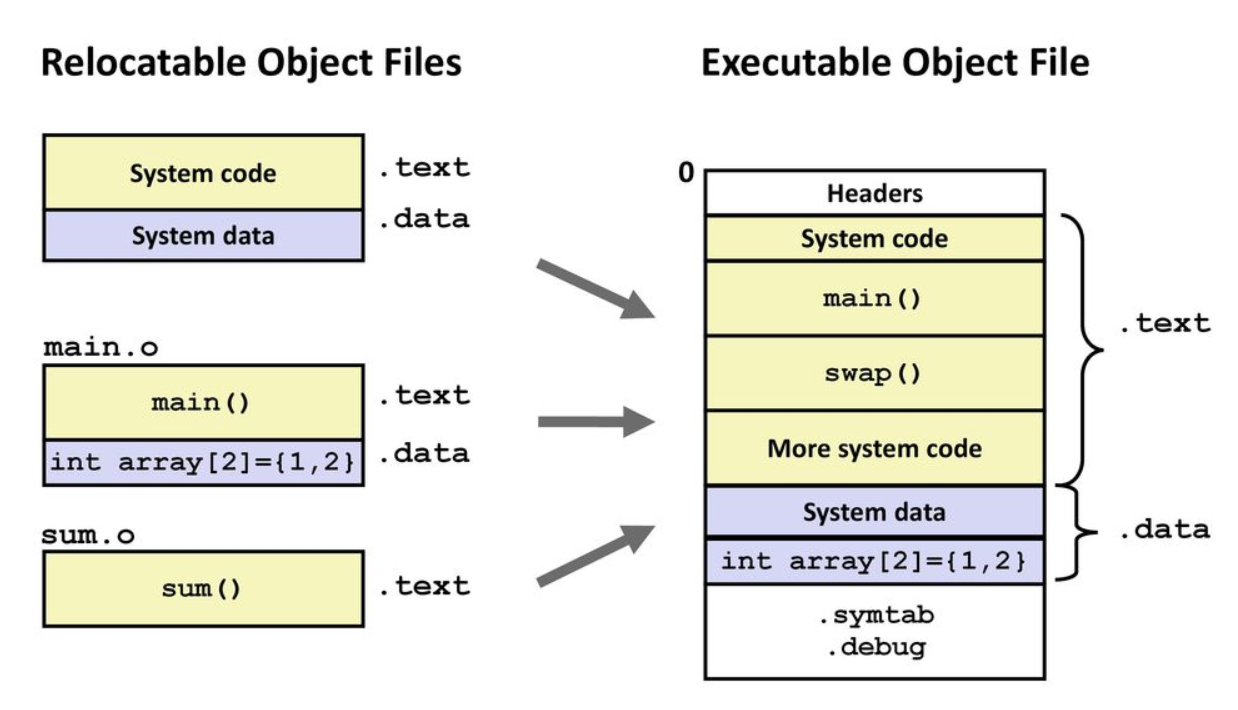 Relocatable Object Files
System code
.text
System data
.data
main.o
main()
.text
int array[2]={1,2}
.data
sum.o
sum()
.text
Executable Object File
0
Headers
System code
main()
swap()
More system code
.text
System data
int array[2]={1,2}
.data
.symtab
.debug